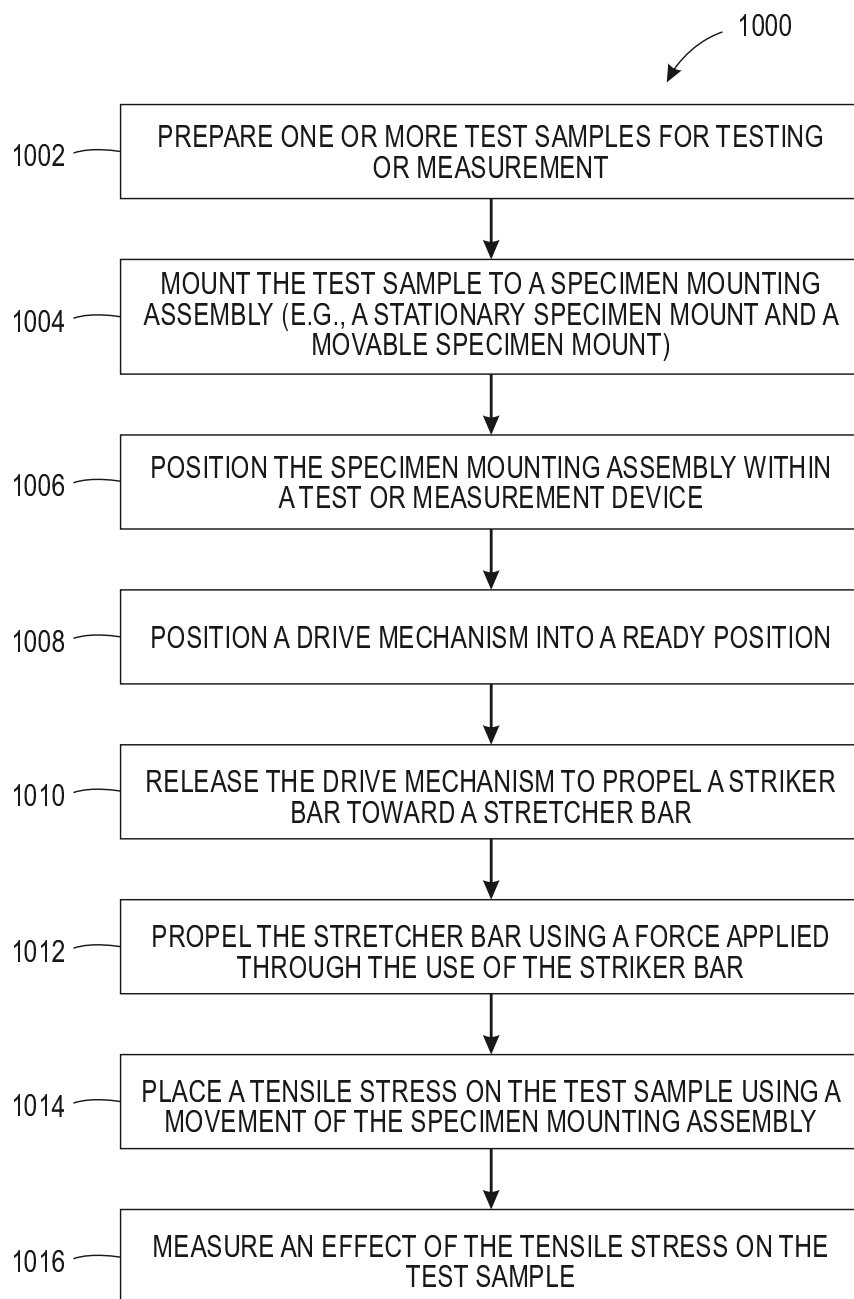 1000
1002
PREPARE ONE OR MORE TEST SAMPLES FOR TESTING
OR MEASUREMENT
1004
MOUNT THE TEST SAMPLE TO A SPECIMEN MOUNTING
ASSEMBLY (E.G., A STATIONARY SPECIMEN MOUNT AND A
MOVABLE SPECIMEN MOUNT)
1006
POSITION THE SPECIMEN MOUNTING ASSEMBLY WITHIN
A TEST OR MEASUREMENT DEVICE
1008
POSITION A DRIVE MECHANISM INTO A READY POSITION
1010
RELEASE THE DRIVE MECHANISM TO PROPEL A STRIKER
BAR TOWARD A STRETCHER BAR
1012
PROPEL THE STRETCHER BAR USING A FORCE APPLIED
THROUGH THE USE OF THE STRIKER BAR
1014
PLACE A TENSILE STRESS ON THE TEST SAMPLE USING A
MOVEMENT OF THE SPECIMEN MOUNTING ASSEMBLY
1016
MEASURE AN EFFECT OF THE TENSILE STRESS ON THE
TEST SAMPLE